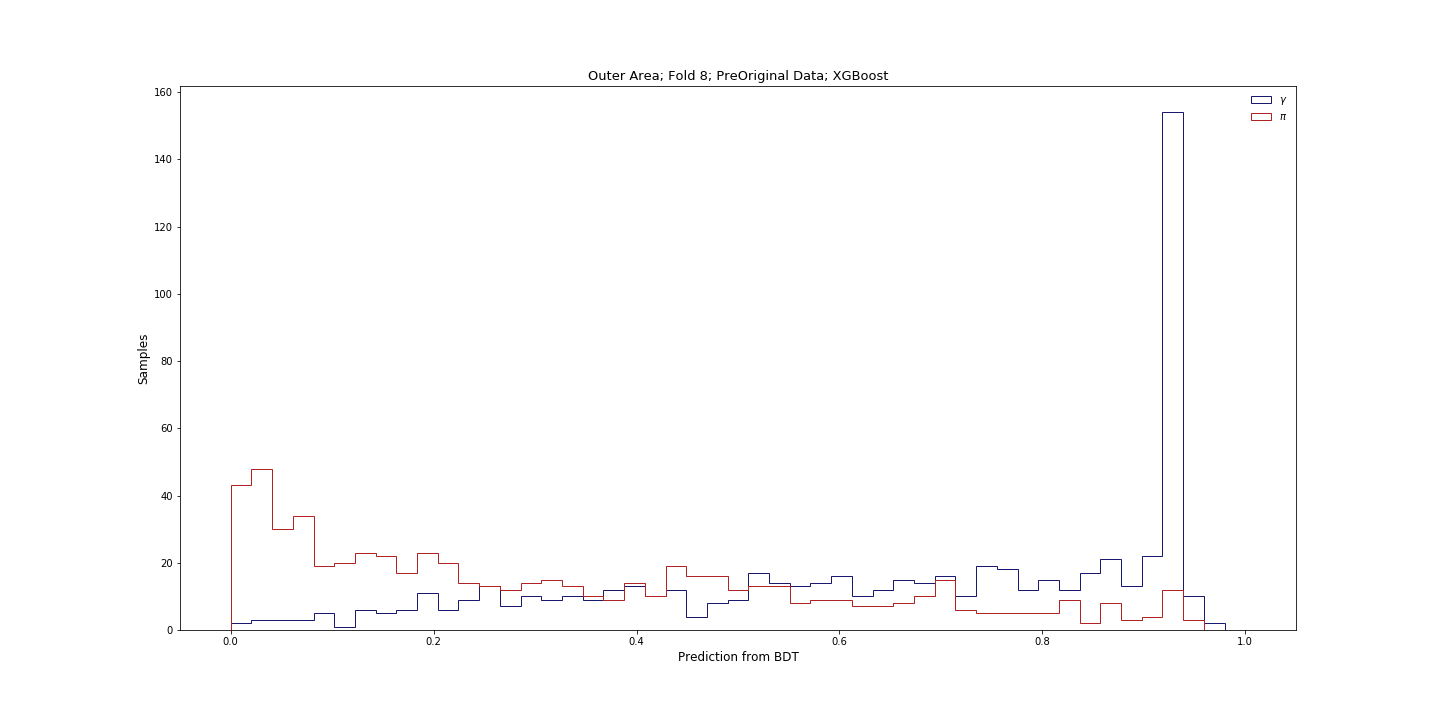 Outer Area; Fold 8; PreOriginal Data; XGBoost
γ
π
160
140
120
100
80
60
40
20
0
Samples
0.0 0.2 0.4 0.6 0.8 1.0
Prediction from BDT